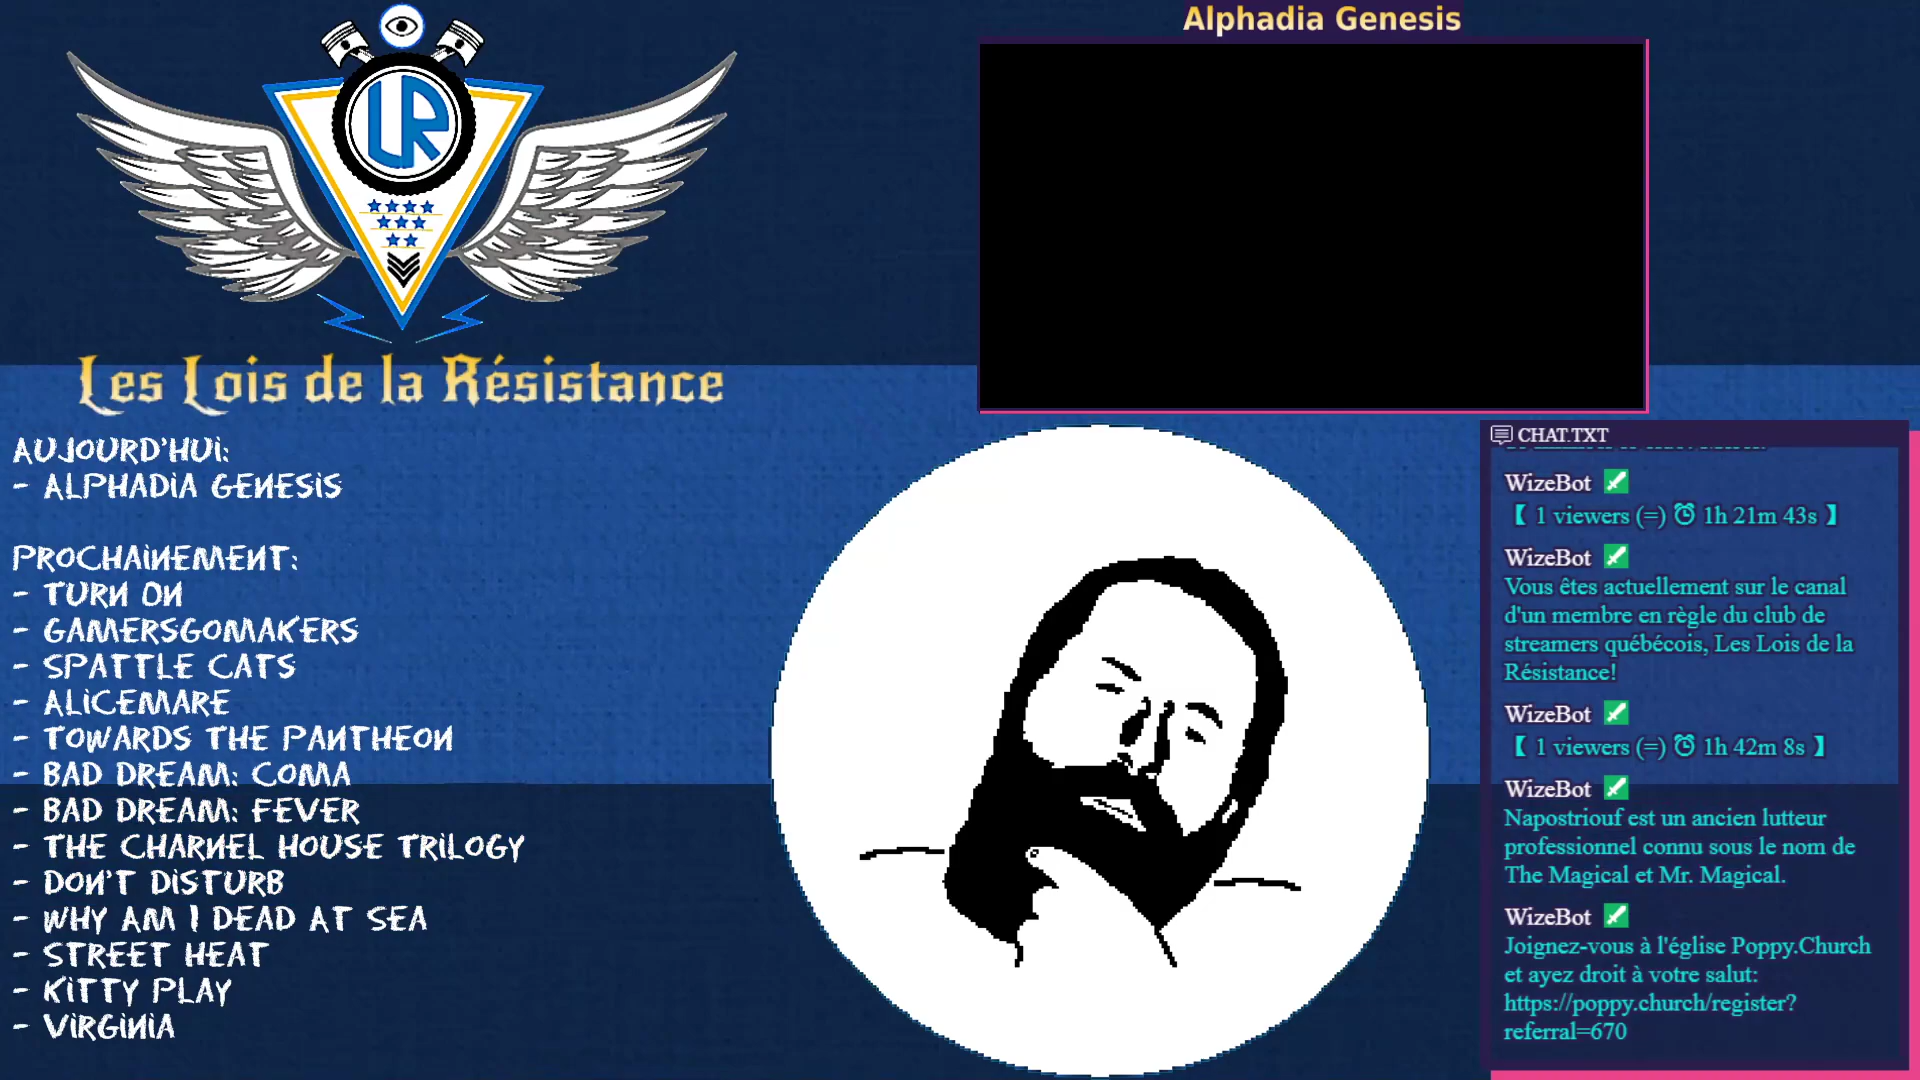 Alphadia Genesis
LR
Les Lois de la Résistance
AUJOURD'HUI:
- ALPHADIA GENESIS
PROCHAINEMENT:
- TURN ON
- GAMERSGOMAKERS
- SPATTLE CATS
- ALICEMARE
- TOWARDS THE PANTHEON
- BAD DREAM: COMA
- BAD DREAM: FEVER
- THE CHARNEL HOUSE TRILOGY
- DON'T DISTURB
- WHY AM I DEAD AT SEA
- STREET HEAT
- KITTY PLAY
- VIRGINIA
CHAT.TXT
WizeBot
【 1 viewers (=) ⏰ 1h 21m 43s 】
WizeBot
Vous êtes actuellement sur le canal
d'un membre en règle du club de
streamers québécois, Les Lois de la
Résistance!
WizeBot
【 1 viewers (=) ⏰ 1h 42m 8s 】
WizeBot
Napostriouf est un ancien lutteur
professionnel connu sous le nom de
The Magical et Mr. Magical.
WizeBot
Joignez-vous à l'église Poppy.Church
et ayez droit à votre salut:
https://poppy.church/register?
referral=670